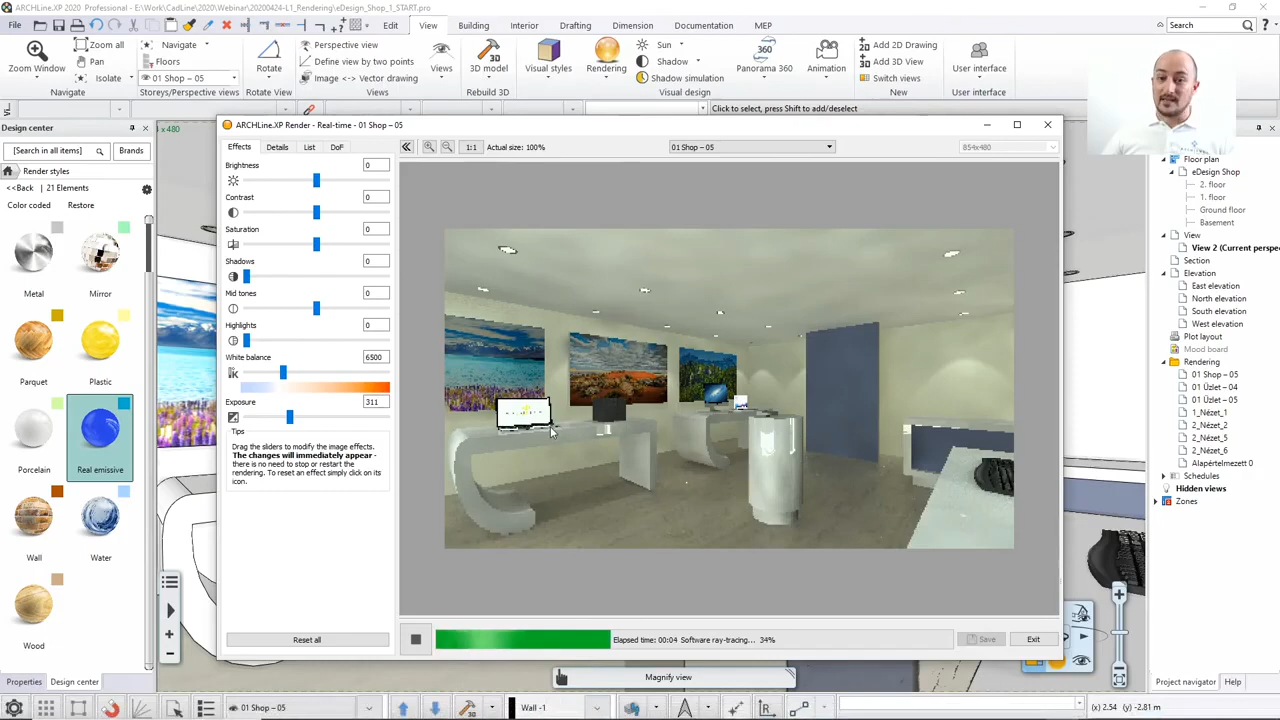 ARCHLine.XP 2020 Professional - E:\Work\CadLine\2020\Webinar\20200424-L1_Rendering\eDesign_Shop_1_START.pro
File
Edit View Building Interior Drafting Dimension Documentation MEP
Search
Zoom Window
Zoom all
Pan
Isolate
Navigate
Navigate
Floors
01 Shop – 05
Storeys/Perspective views
Rotate
Rotate View
Perspective view
Define view by two points
Image <-> Vector drawing
Views
Views
3D model
Rebuild 3D
Visual styles
Rendering
Sun
Shadow
Shadow simulation
Visual design
Panorama 360
Animation
Add 2D Drawing
Add 3D View
Switch views
New
User interface
User interface
Click to select, press Shift to add/deselect
Design center
x 480
[Search in all items]
Brands
Render styles
<<Back | 21 Elements
Color coded Restore
Metal Mirror
Parquet Plastic
Porcelain Real emissive
Wall Water
Wood
Properties Design center
ARCHLine.XP Render - Real-time - 01 Shop – 05
Effects Details List DoF
1:1 Actual size: 100%
01 Shop – 05
854x480
Brightness 0
Contrast 0
Saturation 0
Shadows 0
Mid tones 0
Highlights 0
White balance 6500
Exposure 311
Tips
Drag the sliders to modify the image effects.
The changes will immediately appear -
there is no need to stop or restart the
rendering. To reset an effect simply click on its
icon.
Reset all
Elapsed time: 00:04 Software ray-tracing... 34%
Save
Exit
Magnify view
Floor plan
eDesign Shop
2. floor
1. floor
Ground floor
Basement
View
View 2 (Current perspe
Section
Elevation
East elevation
North elevation
South elevation
West elevation
Plot layout
Mood board
Rendering
01 Shop – 05
01 Üzlet – 04
01 Üzlet – 05
1_Nézet_1
2_Nézet_2
2_Nézet_5
2_Nézet_6
Alapértelmezett 0
Schedules
Hidden views
Zones
Project navigator Help
01 Shop – 05
Wall -1
(x) 2.54 (y) -2.81 m